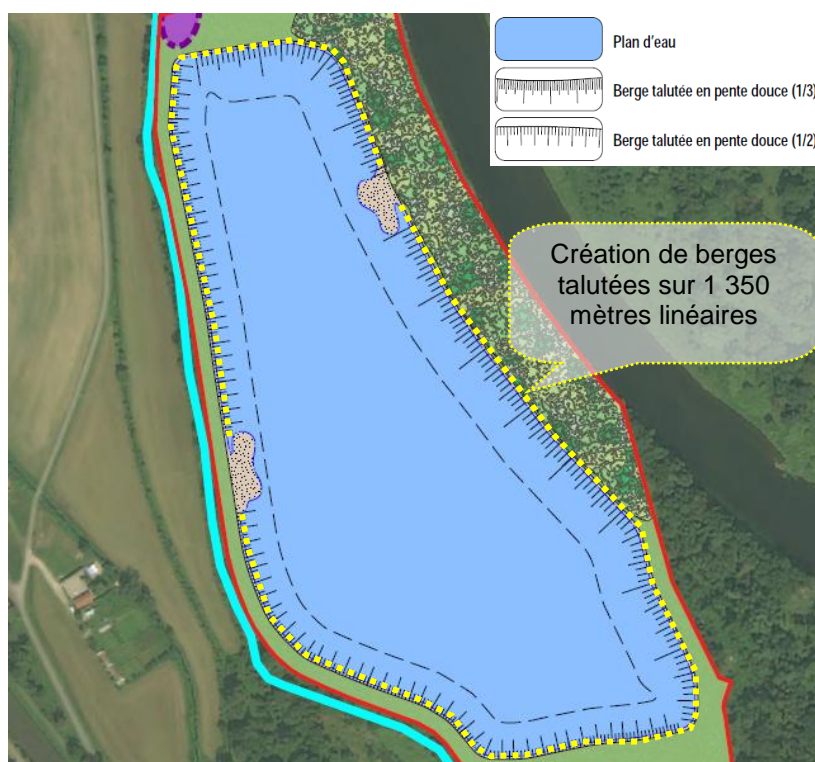 Plan d'eau
Berge talutée en pente douce (1/3)
Berge talutée en pente douce (1/2)
Création de berges
talutées sur 1 350
mètres linéaires